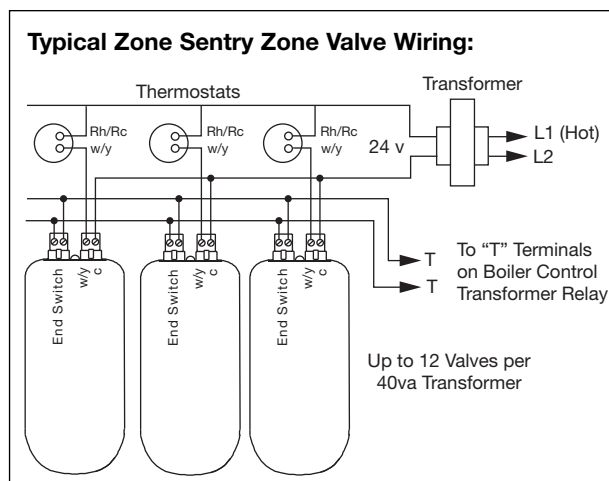 Typical Zone Sentry Zone Valve Wiring:
Thermostats
Transformer
Rh/Rc
w/y
Rh/Rc
w/y
Rh/Rc
w/y
24 v
L1 (Hot)
L2
End Switch
w/y
c
End Switch
w/y
c
End Switch
w/y
c
T
T
To “T” Terminals
on Boiler Control
Transformer Relay
Up to 12 Valves per
40va Transformer